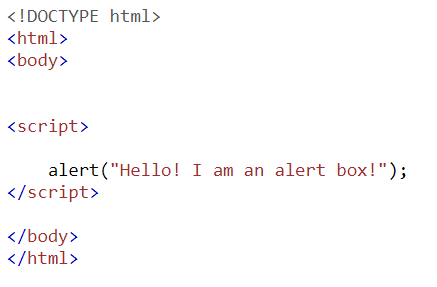 <!DOCTYPE html>
<html>
<body>
<script>
alert("Hello! I am an alert box!");
</script>
</body>
</html>